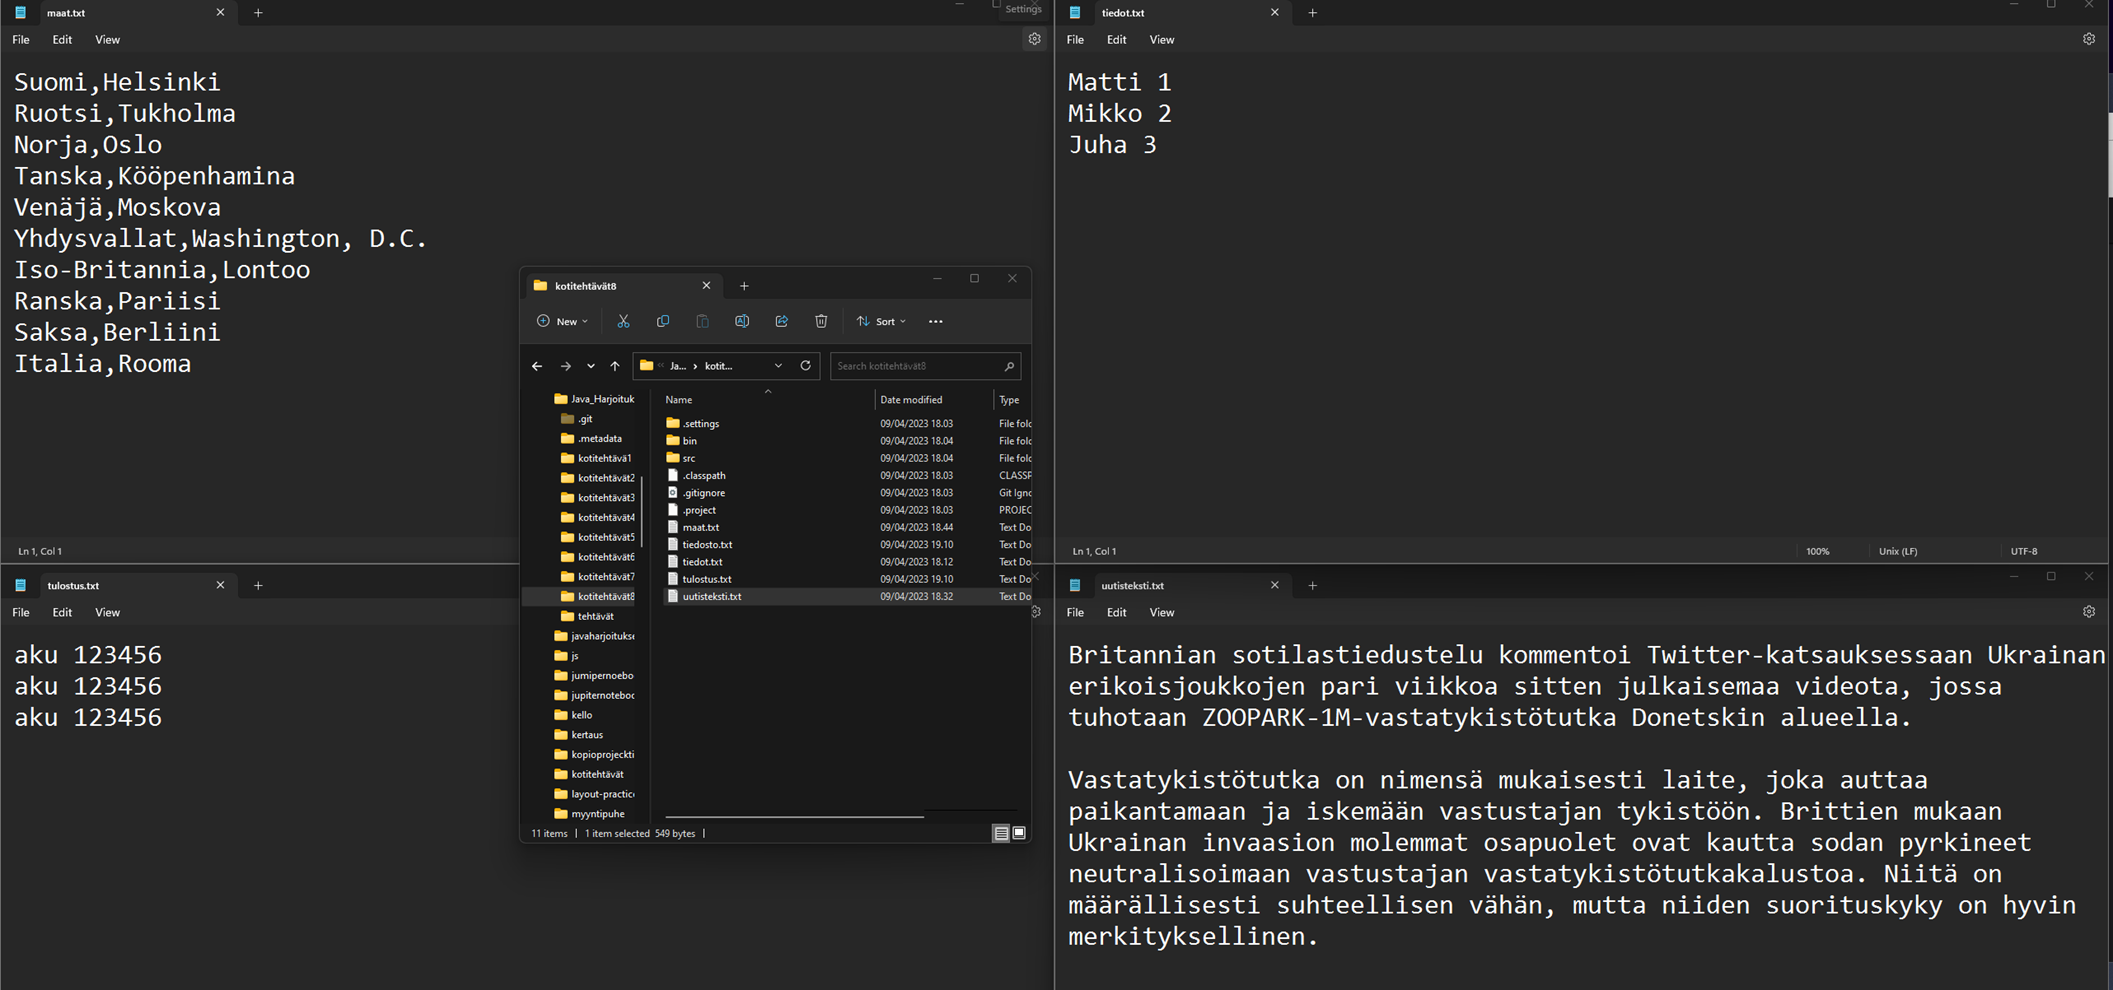 maat.txt
Settings
File Edit View
Suomi,Helsinki
Ruotsi,Tukholma
Norja,Oslo
Tanska,Kööpenhamina
Venäjä,Moskova
Yhdysvallat,Washington, D.C.
Iso-Britannia,Lontoo
Ranska,Pariisi
Saksa,Berliini
Italia,Rooma
Ln 1, Col 1
tiedot.txt
File Edit View
Matti 1
Mikko 2
Juha 3
Ln 1, Col 1 100% Unix (LF) UTF-8
kotitehtävät8
New Sort
Ja... kotit... Search kotitehtävät8
Java_Harjoituk
.git
.metadata
kotitehtävä1
kotitehtävät2
kotitehtävät3
kotitehtävät4
kotitehtävät5
kotitehtävät6
kotitehtävät7
kotitehtävät8
tehtävät
javaharjoitukse
js
jumipernoebo
jupiternoteboc
kello
kertaus
kopioprojeckti
kotitehtävät
layout-practice
myyntipuhe
Name Date modified Type
.settings 09/04/2023 18.03 File fold
bin 09/04/2023 18.04 File fold
src 09/04/2023 18.04 File fold
.classpath 09/04/2023 18.03 CLASSP
.gitignore 09/04/2023 18.03 Git Igno
.project 09/04/2023 18.03 PROJEC
maat.txt 09/04/2023 18.44 Text Do
tiedosto.txt 09/04/2023 19.10 Text Do
tiedot.txt 09/04/2023 18.12 Text Do
tulostus.txt 09/04/2023 19.10 Text Do
uutisteksti.txt 09/04/2023 18.32 Text Do
11 items 1 item selected 549 bytes
tulostus.txt
File Edit View
aku 123456
aku 123456
aku 123456
uutisteksti.txt
File Edit View
Britannian sotilastiedustelu kommentoi Twitter-katsauksessaan Ukrainan
erikoisjoukkojen pari viikkoa sitten julkaisemaa videota, jossa
tuhotaan ZOOPARK-1M-vastatykistötutka Donetskin alueella.
Vastatykistötutka on nimensä mukaisesti laite, joka auttaa
paikantamaan ja iskemään vastustajan tykistöön. Brittien mukaan
Ukrainan invaasion molemmat osapuolet ovat kautta sodan pyrkineet
neutralisoimaan vastustajan vastatykistötutkakalustoa. Niitä on
määrällisesti suhteellisen vähän, mutta niiden suorituskyky on hyvin
merkityksellinen.